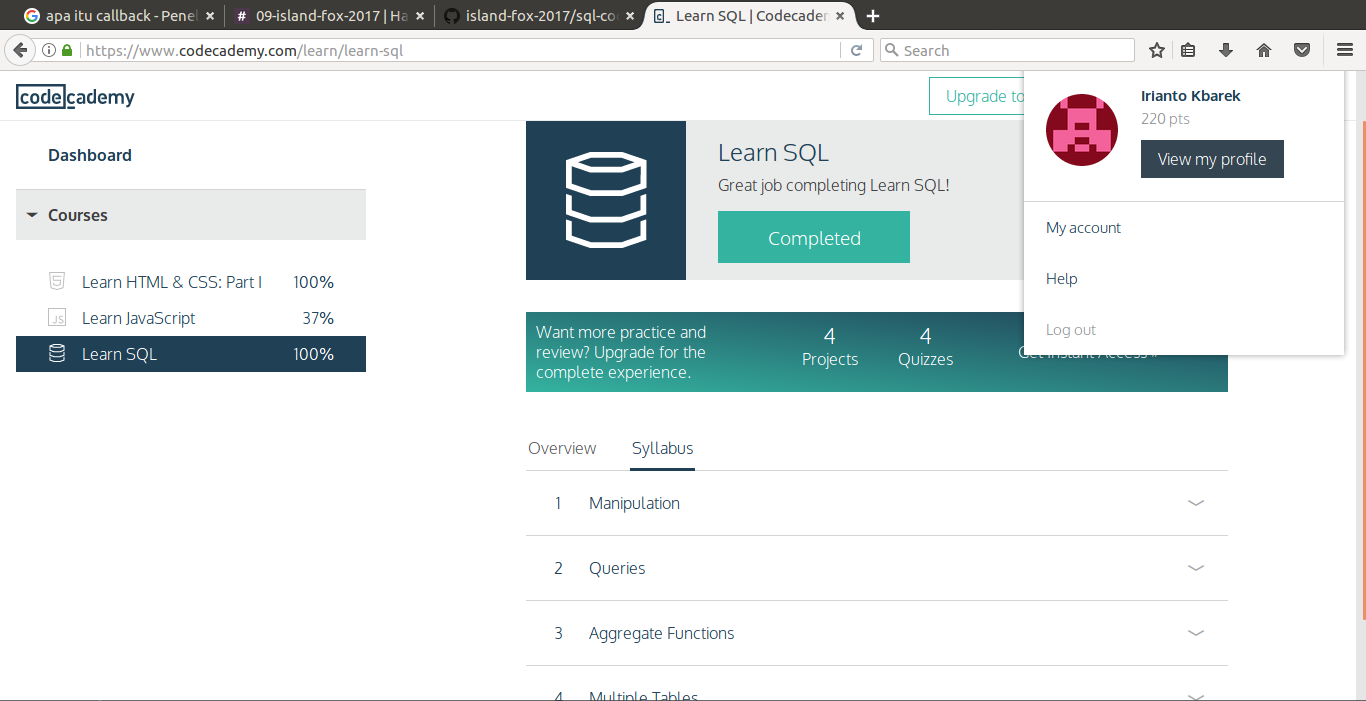 apa itu callback - Penel
# 09-island-fox-2017 | Ha
island-fox-2017/sql-co
Learn SQL | Codecadem
https://www.codecademy.com/learn/learn-sql
Search
codecademy
Upgrade to
Irianto Kbarek
220 pts
View my profile
My account
Help
Log out
Dashboard
Courses
Learn HTML & CSS: Part I 100%
JS Learn JavaScript 37%
Learn SQL 100%
Learn SQL
Great job completing Learn SQL!
Completed
Want more practice and
review? Upgrade for the
complete experience.
4
Projects
4
Quizzes
Get Instant Access »
Overview
Syllabus
1 Manipulation
2 Queries
3 Aggregate Functions
4 Multiple Tables